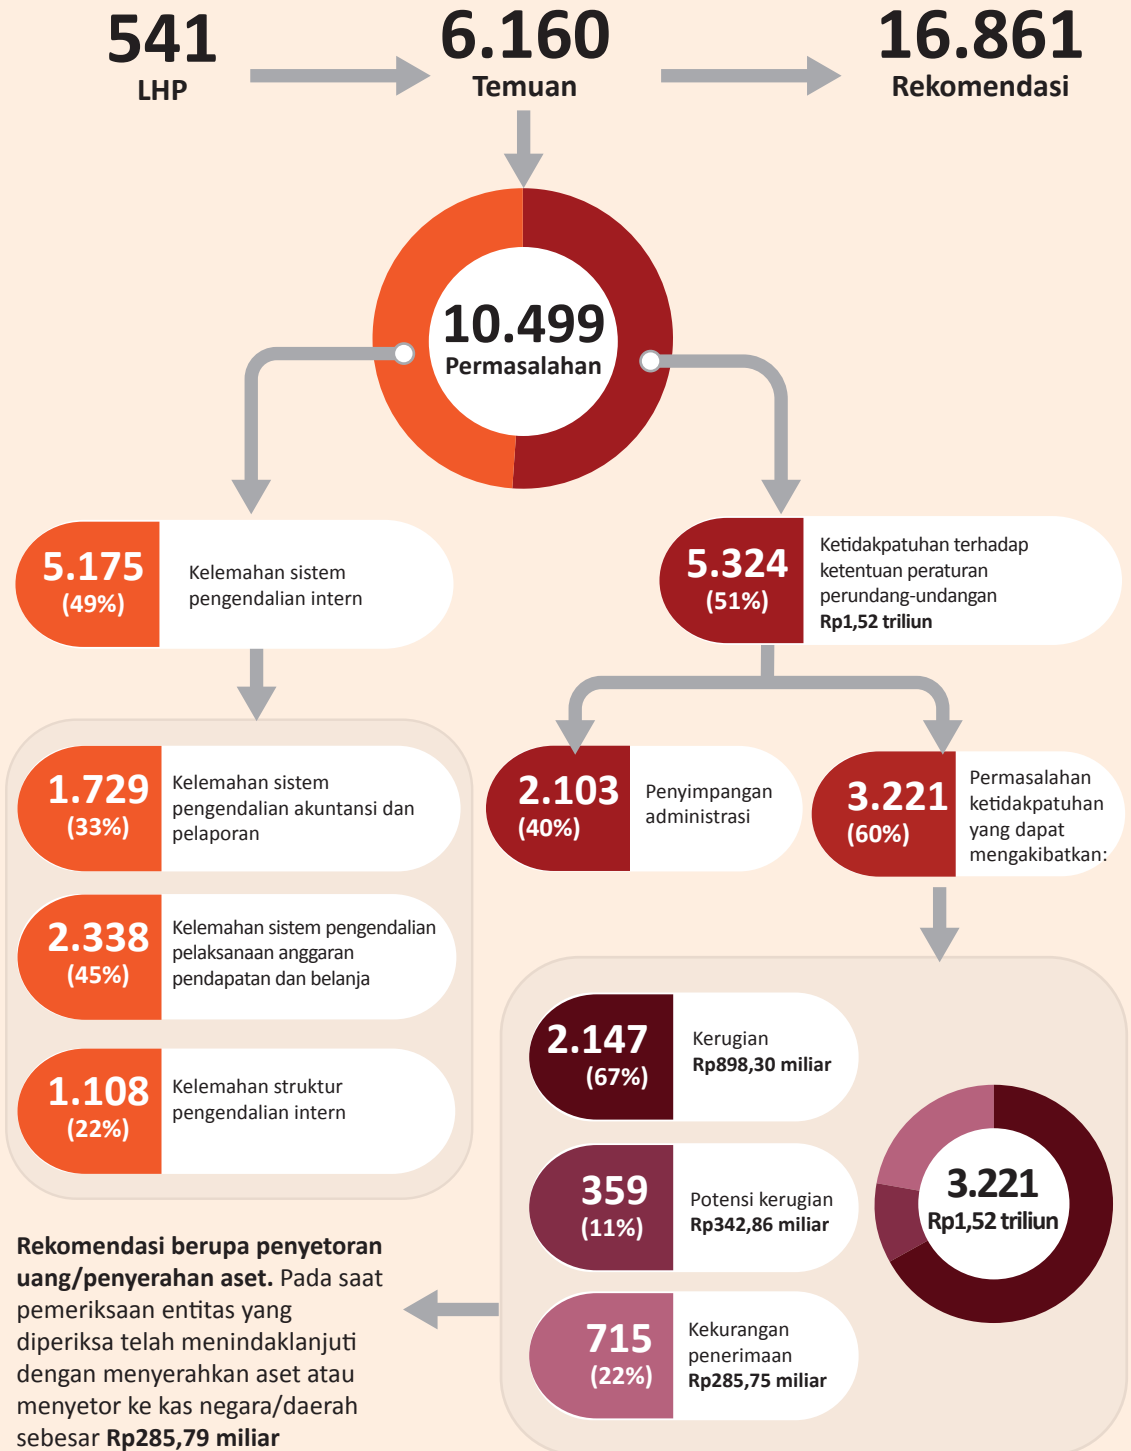 541
LHP
6.160
Temuan
16.861
Rekomendasi
10.499
Permasalahan
5.175
(49%)
Kelemahan sistem
pengendalian intern
5.324
(51%)
Ketidakpatuhan terhadap
ketentuan peraturan
perundang-undangan
Rp1,52 triliun
1.729
(33%)
Kelemahan sistem
pengendalian akuntansi dan
pelaporan
2.338
(45%)
Kelemahan sistem pengendalian
pelaksanaan anggaran
pendapatan dan belanja
1.108
(22%)
Kelemahan struktur
pengendalian intern
2.103
(40%)
Penyimpangan
administrasi
3.221
(60%)
Permasalahan
ketidakpatuhan
yang dapat
mengakibatkan:
2.147
(67%)
Kerugian
Rp898,30 miliar
359
(11%)
Potensi kerugian
Rp342,86 miliar
715
(22%)
Kekurangan
penerimaan
Rp285,75 miliar
3.221
Rp1,52 triliun
Rekomendasi berupa penyetoran
uang/penyerahan aset. Pada saat
pemeriksaan entitas yang
diperiksa telah menindaklanjuti
dengan menyerahkan aset atau
menyetor ke kas negara/daerah
sebesar Rp285,79 miliar